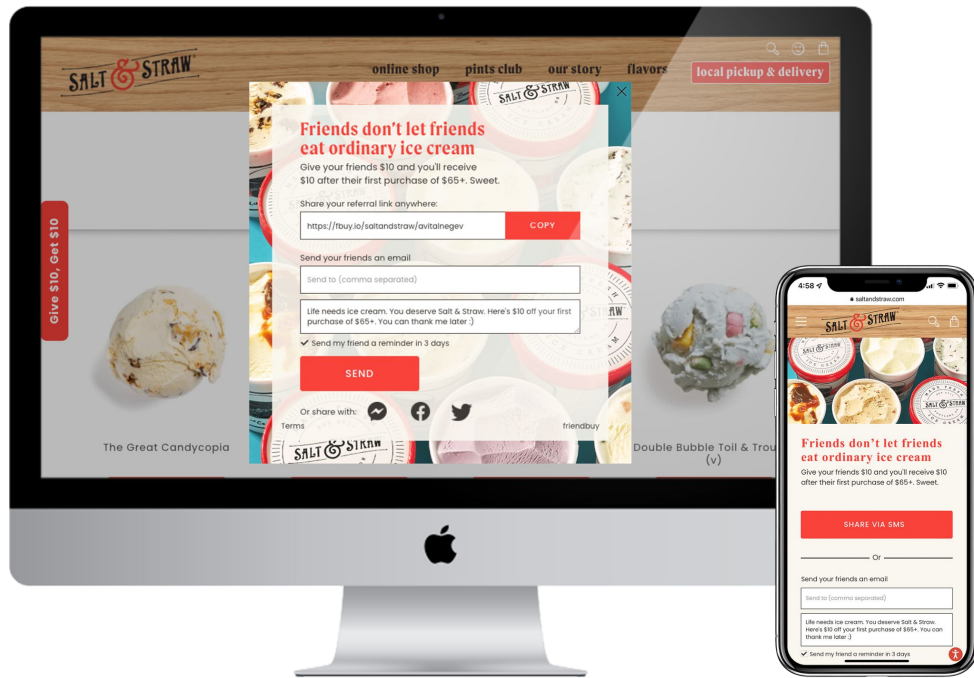 SALT & STRAW
online shop
pints club
our story
flavors
local pickup & delivery
SALT & STRAW
Friends don't let friends
eat ordinary ice cream
Give your friends $10 and you'll receive
$10 after their first purchase of $65+. Sweet.
Share your referral link anywhere:
https://fbuy.io/saltandstraw/avitalnegev
COPY
Send your friends an email
Send to (comma separated)
Life needs ice cream. You deserve Salt & Straw. Here's $10 off your first
purchase of $65+. You can thank me later :)
Send my friend a reminder in 3 days
SEND
Or share with:
Terms
friendbuy
SALT & STRAW
Give $10, Get $10
The Great Candycopia
Double Bubble Toil & Trou
(v)
4:58
saltandstraw.com
SALT & STRAW
SALT & STRAW
SALT & STRAW
Friends don't let friends
eat ordinary ice cream
Give your friends $10 and you'll receive $10
after their first purchase of $65+. Sweet.
SHARE VIA SMS
Or
Send your friends an email
Send to (comma separated)
Life needs ice cream. You deserve Salt & Straw.
Here's $10 off your first purchase of $65+. You can
thank me later :)
Send my friend a reminder in 3 days